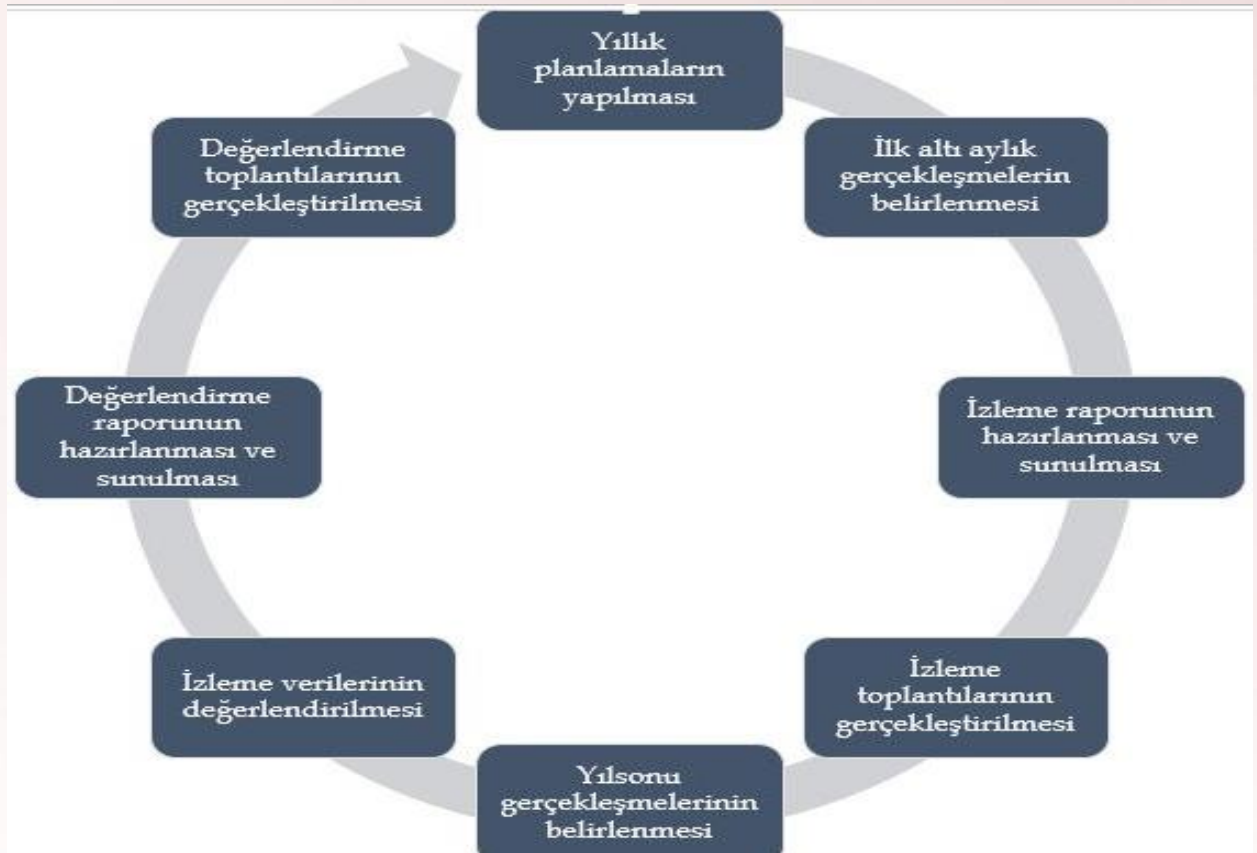 Yıllık
planlamaların
yapılması
İlk altı aylık
gerçekleşmelerin
belirlenmesi
İzleme raporunun
hazırlanması ve
sunulması
İzleme
toplantılarının
gerçekleştirilmesi
Yılsonu
gerçekleşmelerinin
belirlenmesi
İzleme verilerinin
değerlendirilmesi
Değerlendirme
raporunun
hazırlanması ve
sunulması
Değerlendirme
toplantılarının
gerçekleştirilmesi